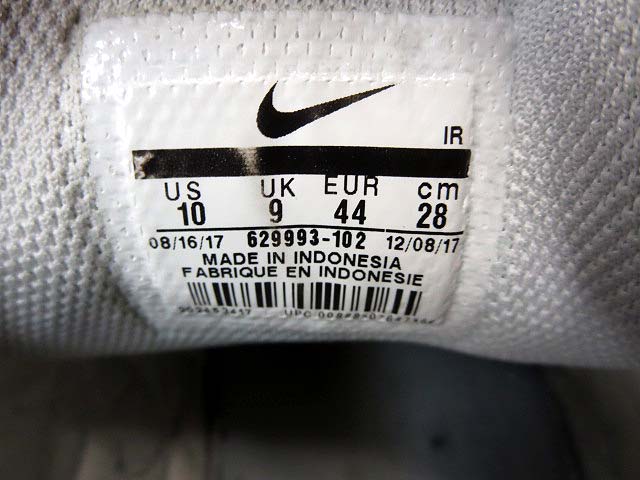 IR
US UK EUR cm
10 9 44 28
08/16/17 629993-102 12/08/17
MADE IN INDONESIA
FABRIQUE EN INDONESIE
UPC